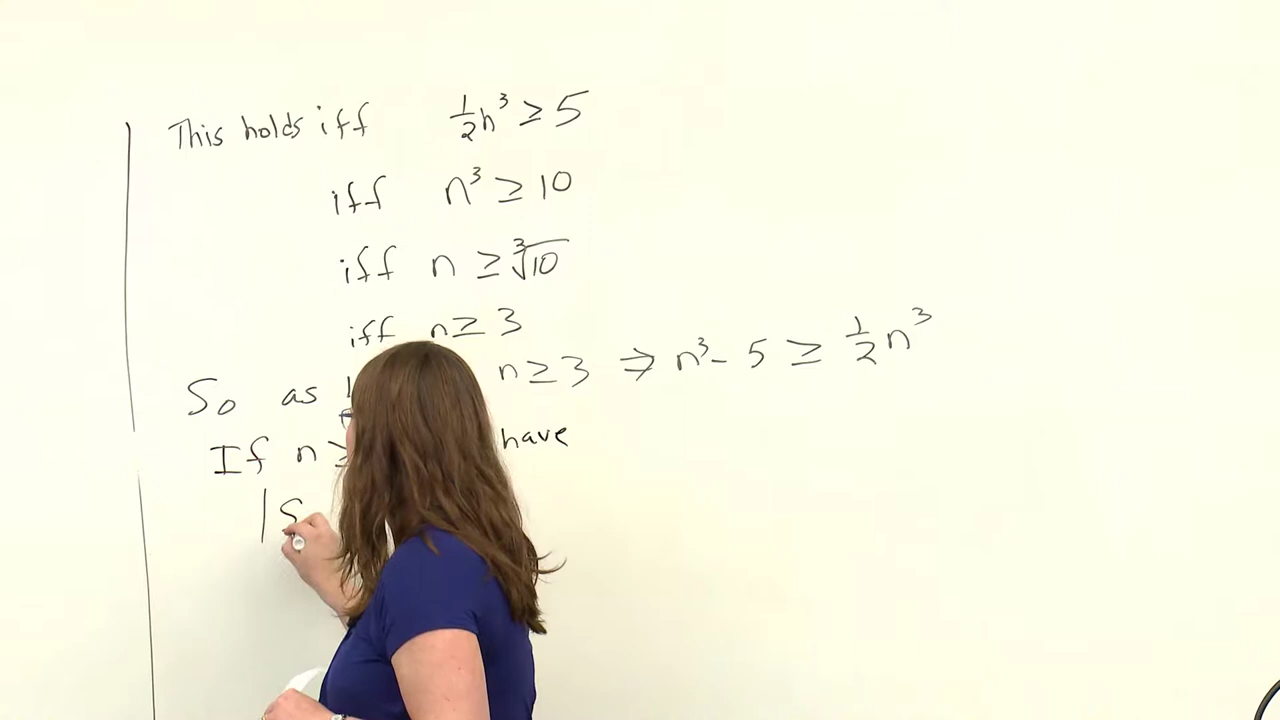 This holds iff ½n³ ≥ 5
iff n³ ≥ 10
iff n ≥ ∛10
iff n ≥ 3
So as n ≥ 3 ⇒ n³ - 5 ≥ ½n³
If n ≥ have
|S